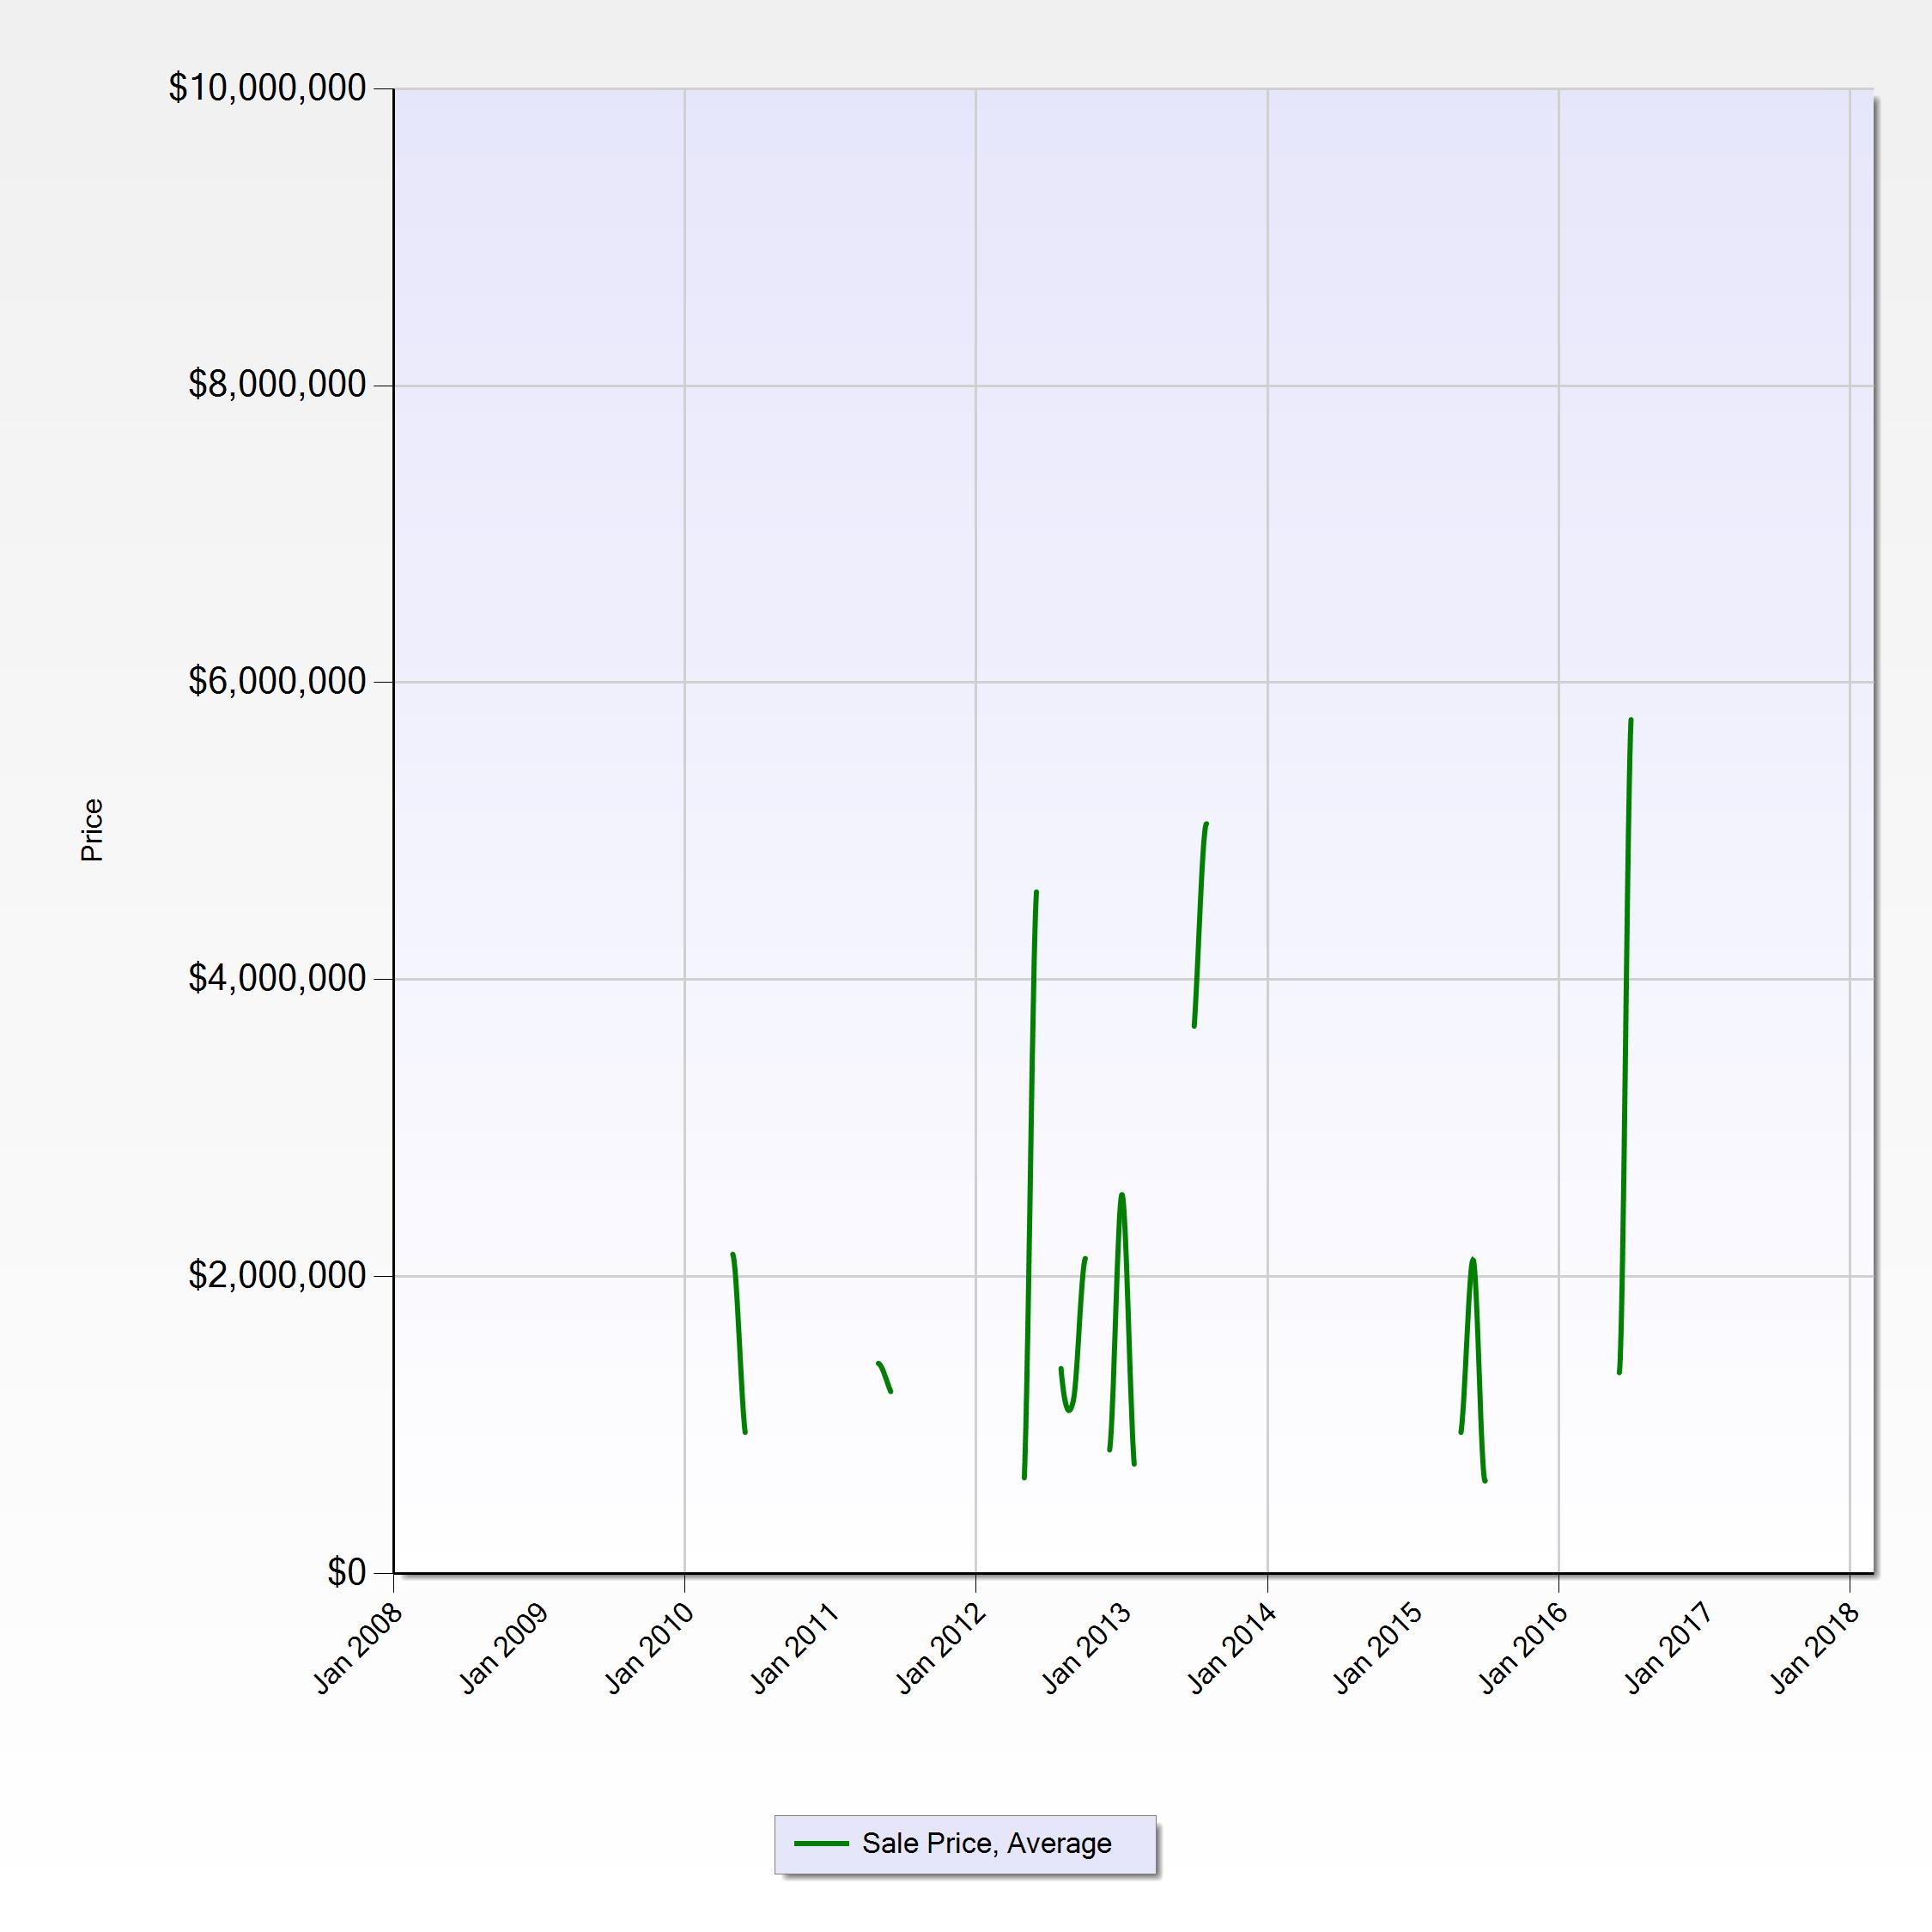 $10,000,000
$8,000,000
$6,000,000
$4,000,000
$2,000,000
$0
Price
Jan 2008
Jan 2009
Jan 2010
Jan 2011
Jan 2012
Jan 2013
Jan 2014
Jan 2015
Jan 2016
Jan 2017
Jan 2018
Sale Price, Average